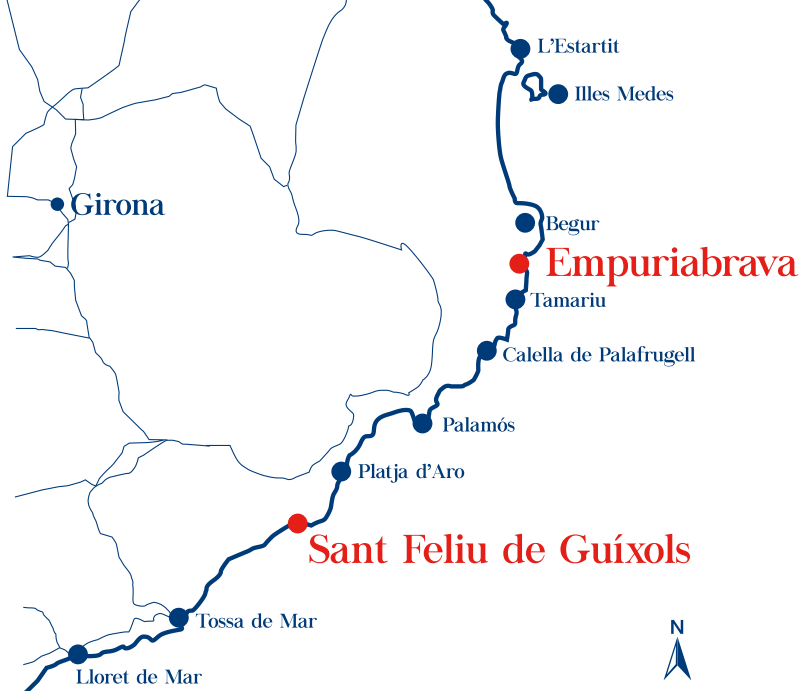 L'Estartit
Illes Medes
Girona
Begur
Empuriabrava
Tamariu
Calella de Palafrugell
Palamós
Platja d'Aro
Sant Feliu de Guíxols
Tossa de Mar
N
Lloret de Mar